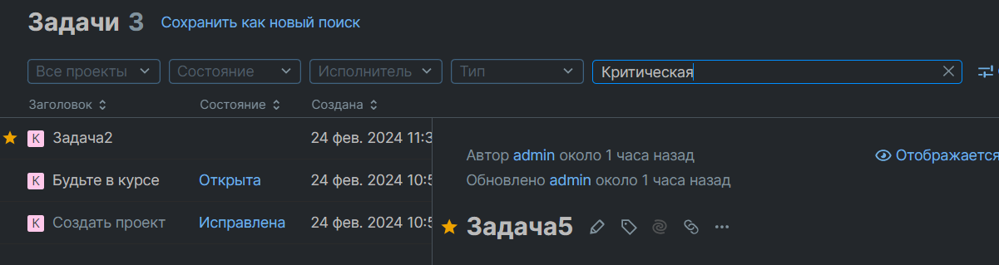 Задачи 3 Сохранить как новый поиск
Все проекты Состояние Исполнитель Тип Критическая
Заголовок Состояние Создана
K Задача2 24 фев. 2024 11:3
Автор admin около 1 часа назад Отображается
K Будьте в курсе Открыта 24 фев. 2024 10:5
Обновлено admin около 1 часа назад
K Создать проект Исправлена 24 фев. 2024 10:5
Задача5